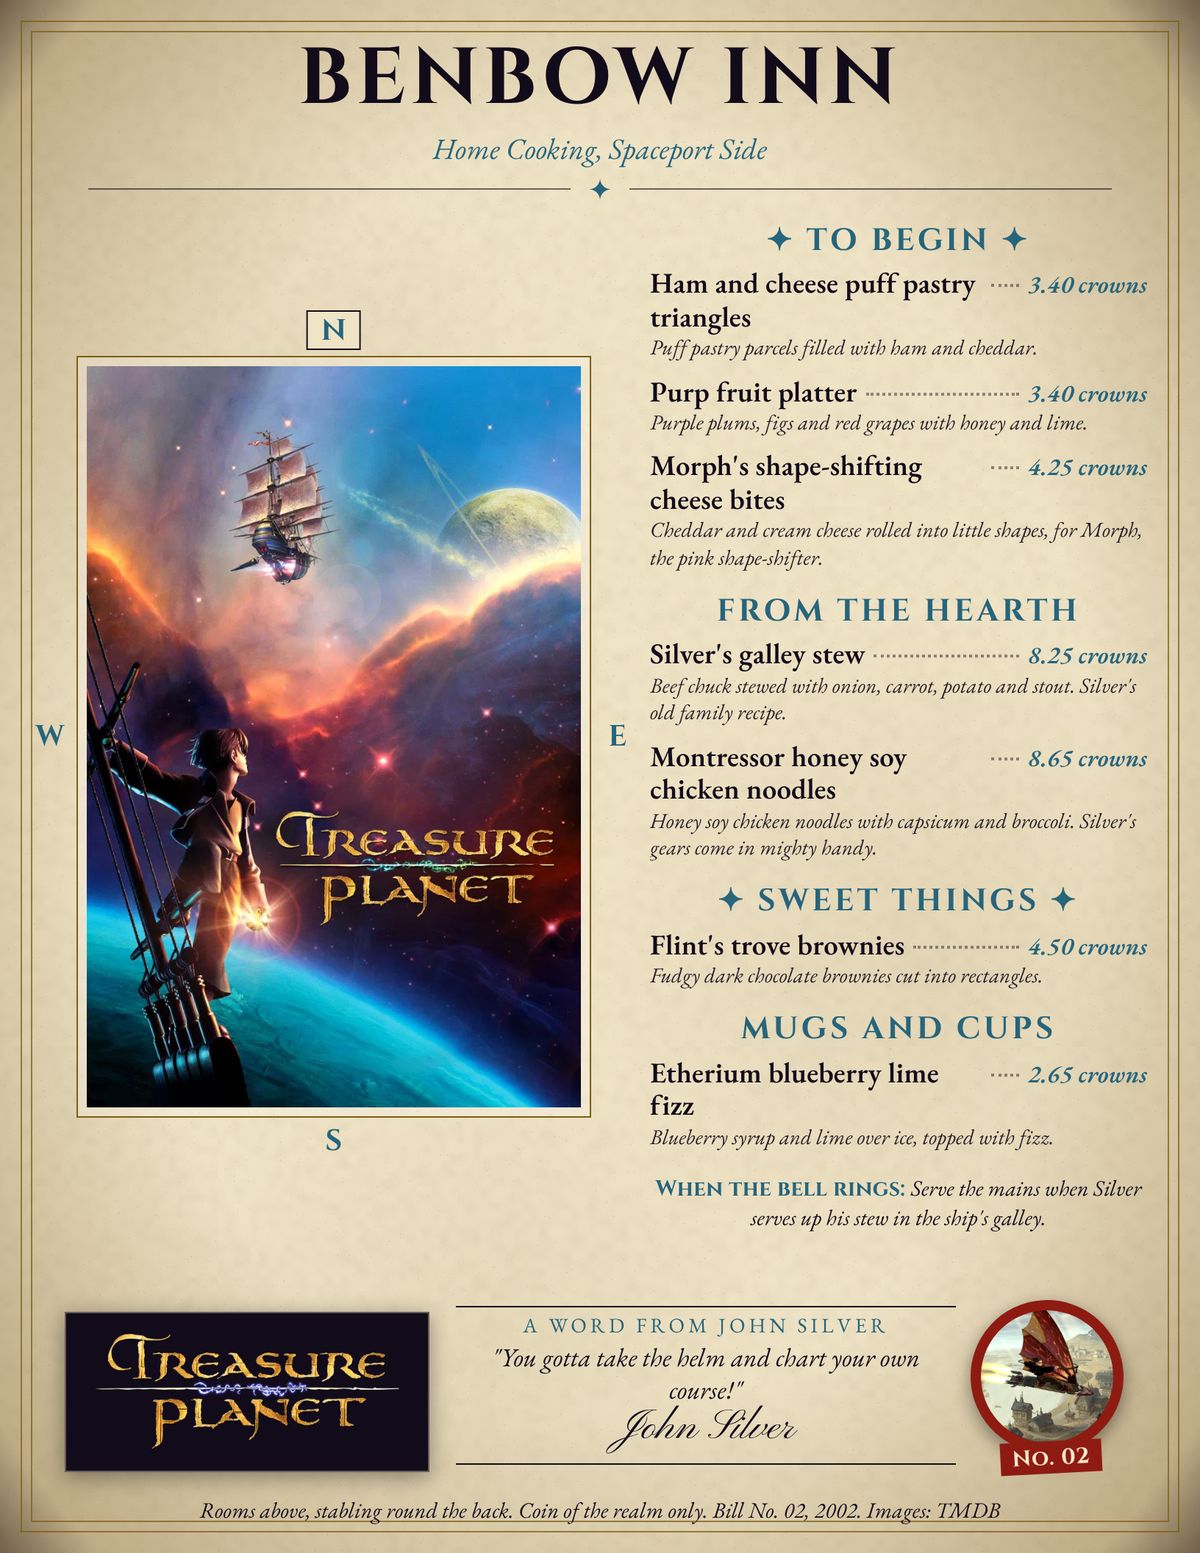 BENBOW INN
Home Cooking, Spaceport Side
TO BEGIN
Ham and cheese puff pastry ..... 3.40 crowns
triangles
Puff pastry parcels filled with ham and cheddar.
Purp fruit platter ..... 3.40 crowns
Purple plums, figs and red grapes with honey and lime.
Morph's shape-shifting ..... 4.25 crowns
cheese bites
Cheddar and cream cheese rolled into little shapes, for Morph,
the pink shape-shifter.
FROM THE HEARTH
Silver's galley stew ..... 8.25 crowns
Beef chuck stewed with onion, carrot, potato and stout. Silver's
old family recipe.
Montressor honey soy ..... 8.65 crowns
chicken noodles
Honey soy chicken noodles with capsicum and broccoli. Silver's
gears come in mighty handy.
SWEET THINGS
Flint's trove brownies ..... 4.50 crowns
Fudgy dark chocolate brownies cut into rectangles.
MUGS AND CUPS
Etherium blueberry lime ..... 2.65 crowns
fizz
Blueberry syrup and lime over ice, topped with fizz.
WHEN THE BELL RINGS: Serve the mains when Silver
serves up his stew in the ship's galley.
N
W
E
TREASURE
PLANET
S
TREASURE
PLANET
A WORD FROM JOHN SILVER
"You gotta take the helm and chart your own
course!"
John Silver
No. 02
Rooms above, stabling round the back. Coin of the realm only. Bill No. 02, 2002. Images: TMDB